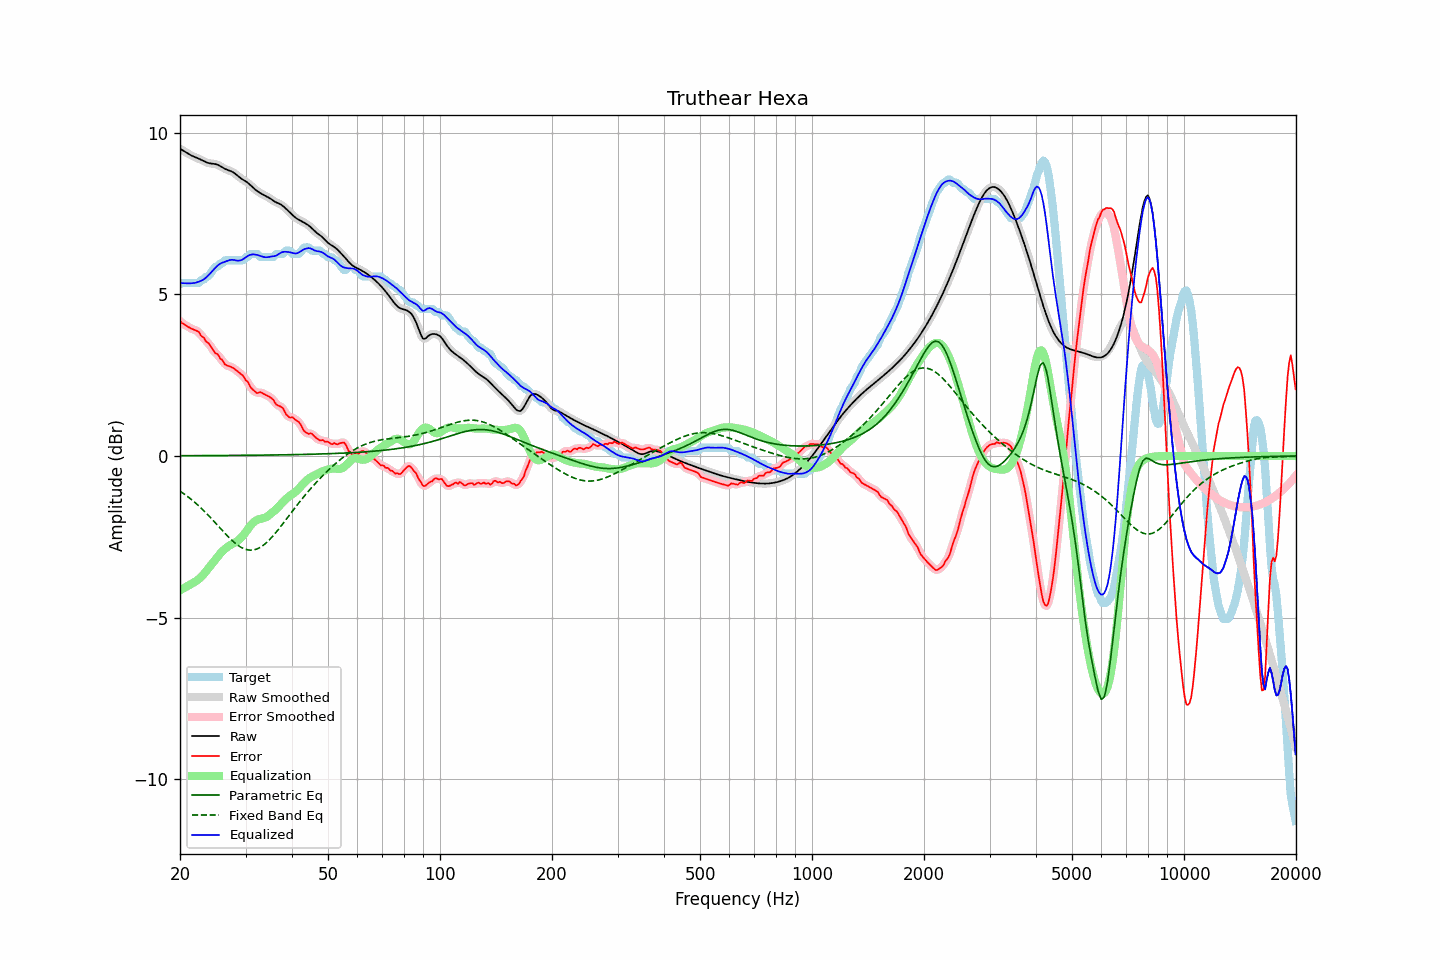 Truthear Hexa
Amplitude (dBr)
10
5
0
−5
−10
Target
Raw Smoothed
Error Smoothed
Raw
Error
Equalization
Parametric Eq
Fixed Band Eq
Equalized
20 50 100 200 500 1000 2000 5000 10000 20000
Frequency (Hz)